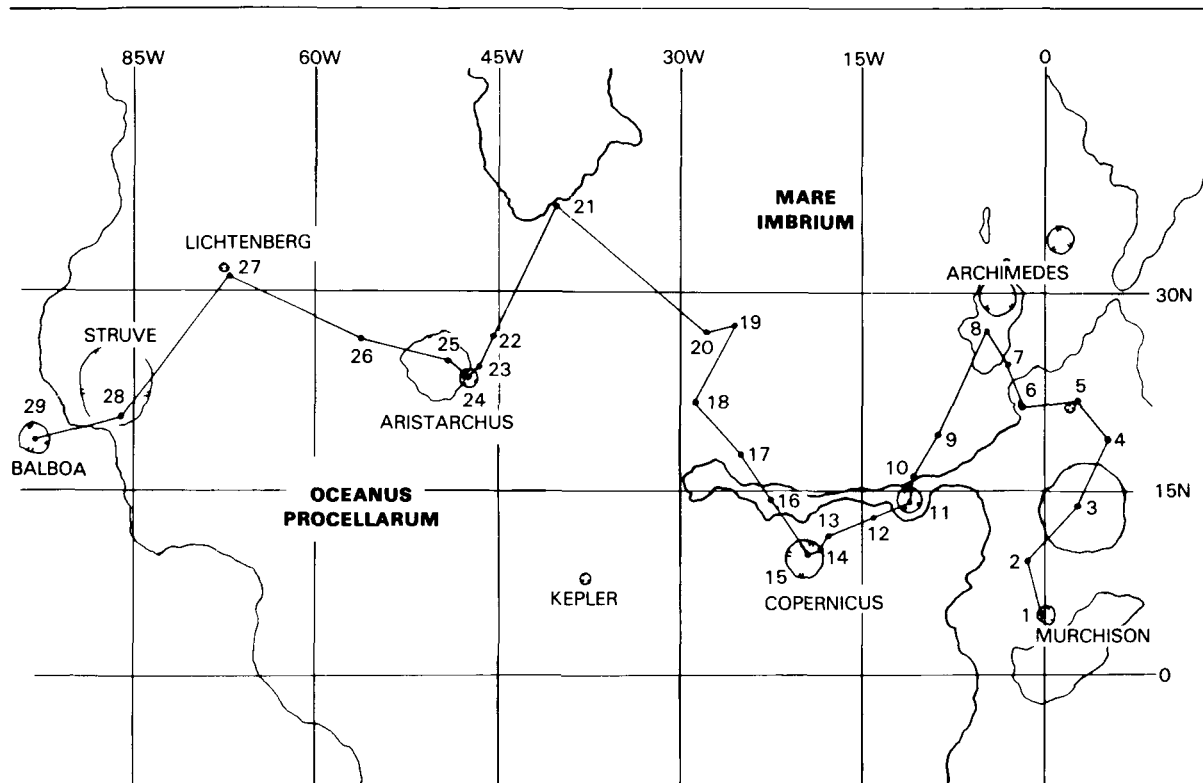 85W 60W 45W 30W 15W 0
MARE
IMBRIUM
21
LICHTENBERG
27
ARCHIMEDES
30N
STRUVE
26
25
22
23
24
ARISTARCHUS
19
20
8
7
6
5
4
28
29
BALBOA
18
17
9
10
OCEANUS
PROCELLARUM
16
15N
11
3
13
12
14
15
2
KEPLER
COPERNICUS
1
MURCHISON
0